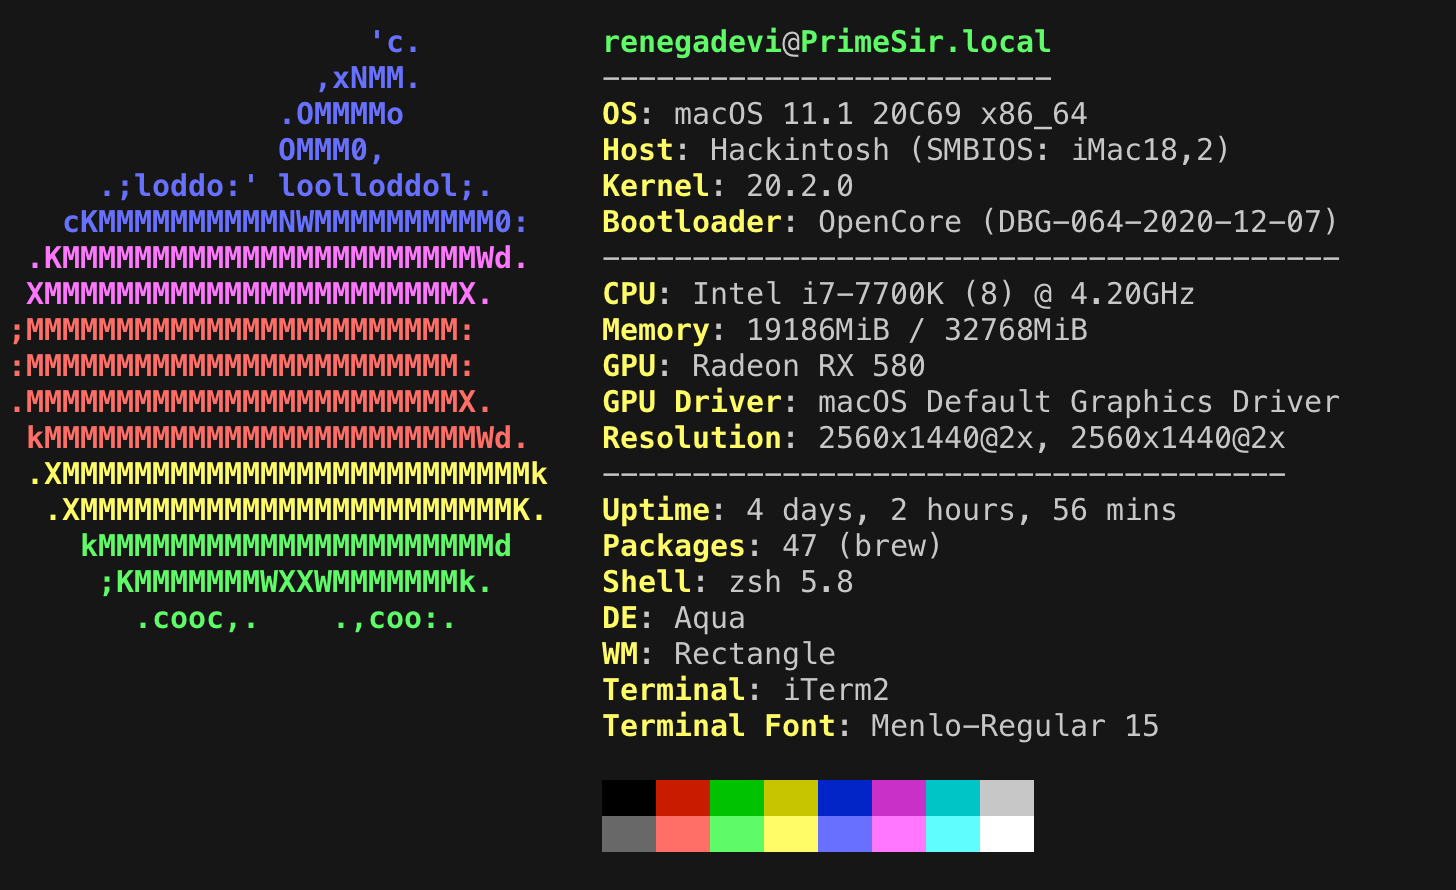 'c.
                 ,xNMM.
               .OMMMMo
               OMMM0,
     .;loddo:' loolloddol;.
   cKMMMMMMMMMMNWMMMMMMMMMM0:
 .KMMMMMMMMMMMMMMMMMMMMMMMWd.
 XMMMMMMMMMMMMMMMMMMMMMMMX.
;MMMMMMMMMMMMMMMMMMMMMMMM:
:MMMMMMMMMMMMMMMMMMMMMMMM:
.MMMMMMMMMMMMMMMMMMMMMMMMX.
 kMMMMMMMMMMMMMMMMMMMMMMMMWd.
 .XMMMMMMMMMMMMMMMMMMMMMMMMMMk
  .XMMMMMMMMMMMMMMMMMMMMMMMMK.
    kMMMMMMMMMMMMMMMMMMMMMMd
     ;KMMMMMMMWXXWMMMMMMMk.
       .cooc,.    .,coo:.
renegadevi@PrimeSir.local
-------------------------
OS: macOS 11.1 20C69 x86_64
Host: Hackintosh (SMBIOS: iMac18,2)
Kernel: 20.2.0
Bootloader: OpenCore (DBG-064-2020-12-07)
-----------------------------------------
CPU: Intel i7-7700K (8) @ 4.20GHz
Memory: 19186MiB / 32768MiB
GPU: Radeon RX 580
GPU Driver: macOS Default Graphics Driver
Resolution: 2560x1440@2x, 2560x1440@2x
--------------------------------------
Uptime: 4 days, 2 hours, 56 mins
Packages: 47 (brew)
Shell: zsh 5.8
DE: Aqua
WM: Rectangle
Terminal: iTerm2
Terminal Font: Menlo-Regular 15